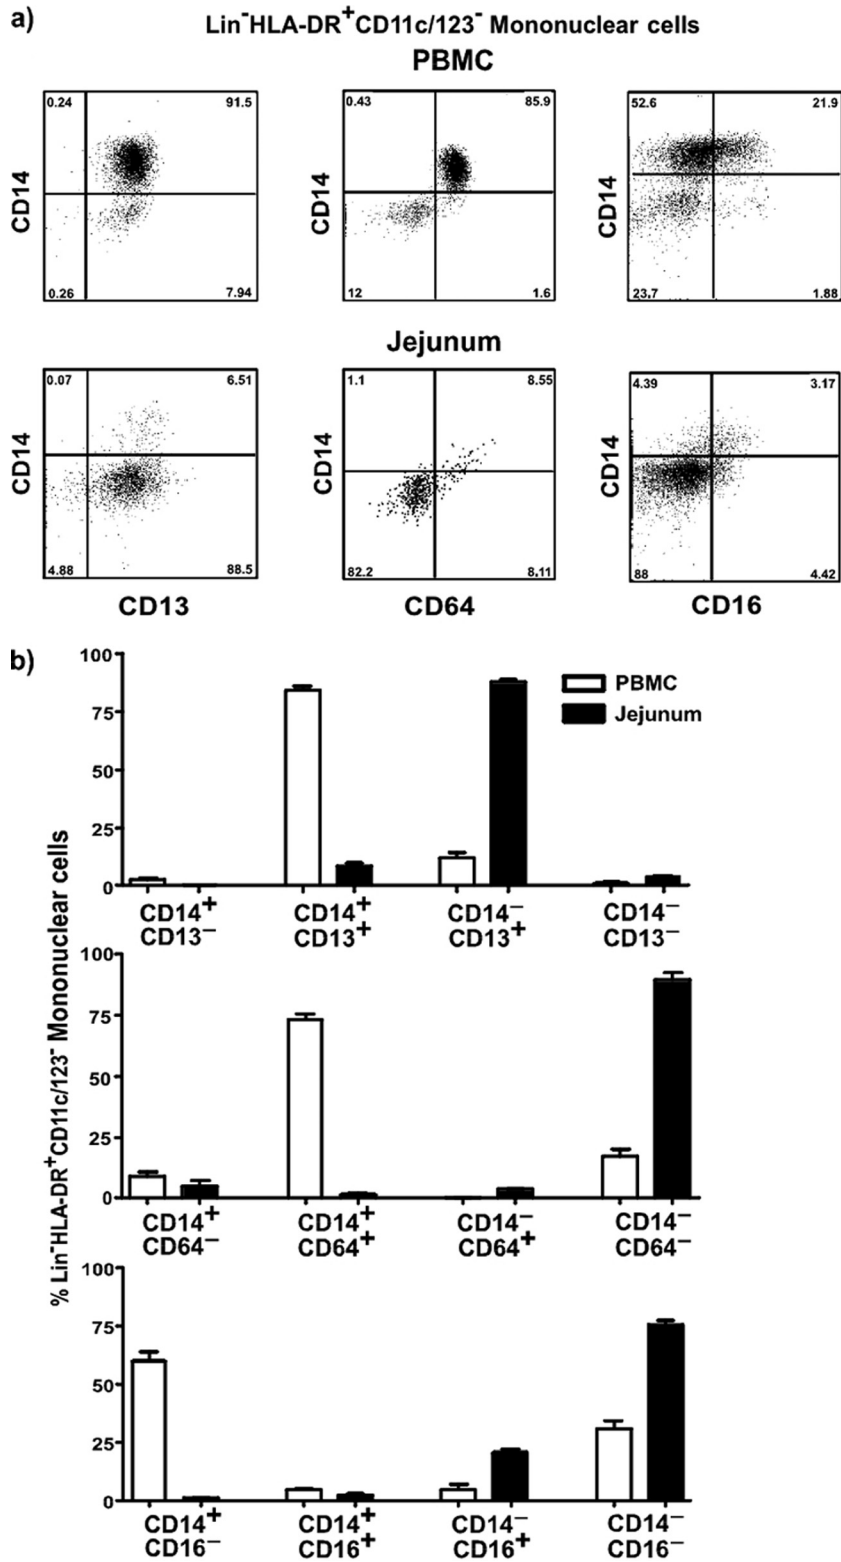 a)
Lin⁻HLA-DR⁺CD11c/123⁻ Mononuclear cells
PBMC
0.24 91.5
CD14
0.26 7.94
0.43 85.9
CD14
12 1.6
52.6 21.9
CD14
23.7 1.88
Jejunum
0.07 6.51
CD14
4.88 88.5
CD13
1.1 8.55
CD14
82.2 8.11
CD64
4.39 3.17
CD14
88 4.42
CD16
b)
% Lin⁻HLA-DR⁺CD11c/123⁻ Mononuclear cells
PBMC
Jejunum
100
75
50
25
0
CD14⁺ CD14⁺ CD14⁻ CD14⁻
CD13⁻ CD13⁺ CD13⁺ CD13⁻
100
75
50
25
0
CD14⁺ CD14⁺ CD14⁻ CD14⁻
CD64⁻ CD64⁺ CD64⁺ CD64⁻
100
75
50
25
0
CD14⁺ CD14⁺ CD14⁻ CD14⁻
CD16⁻ CD16⁺ CD16⁺ CD16⁻